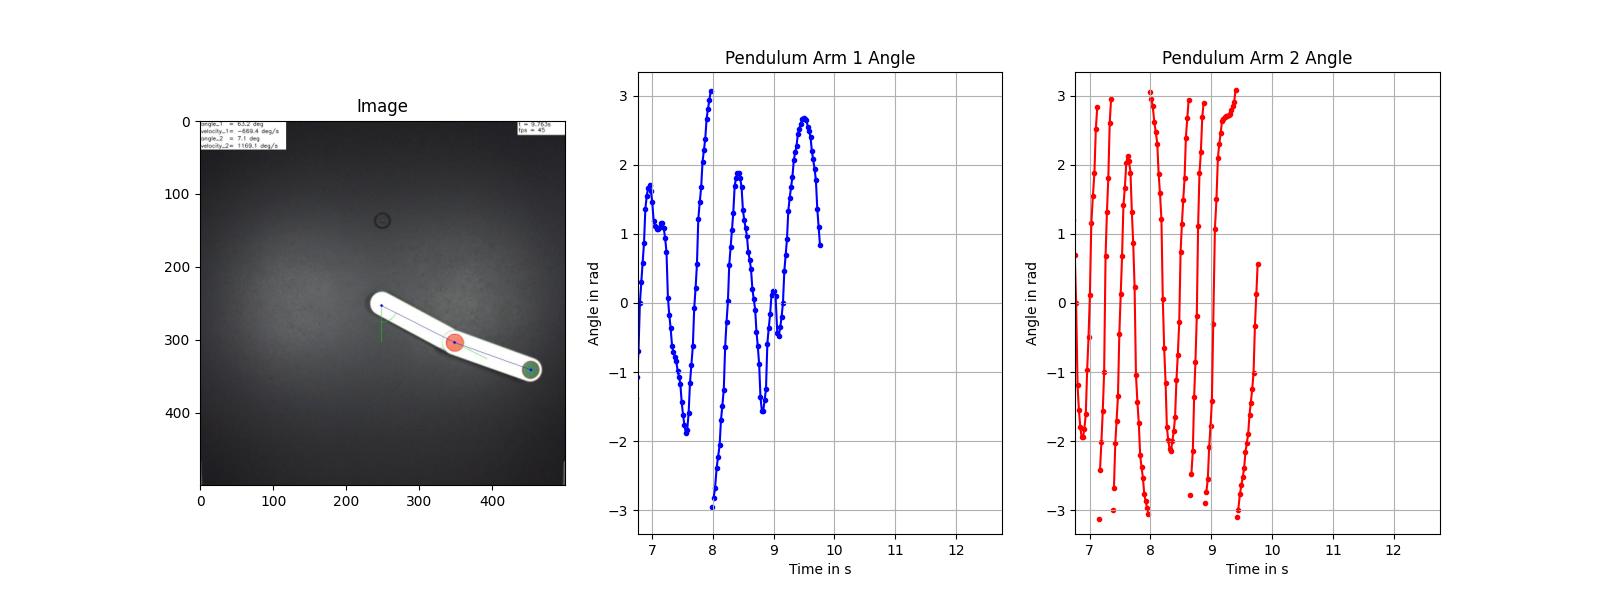 Image
angle_1 = 63.2 deg
velocity_1= -669.4 deg/s
angle_2 = 7.1 deg
velocity_2= 1169.1 deg/s
t = 9.763s
fps = 45
0
100
200
300
400
0 100 200 300 400
Pendulum Arm 1 Angle
Angle in rad
3
2
1
0
−1
−2
−3
7 8 9 10 11 12
Time in s
Pendulum Arm 2 Angle
Angle in rad
3
2
1
0
−1
−2
−3
7 8 9 10 11 12
Time in s